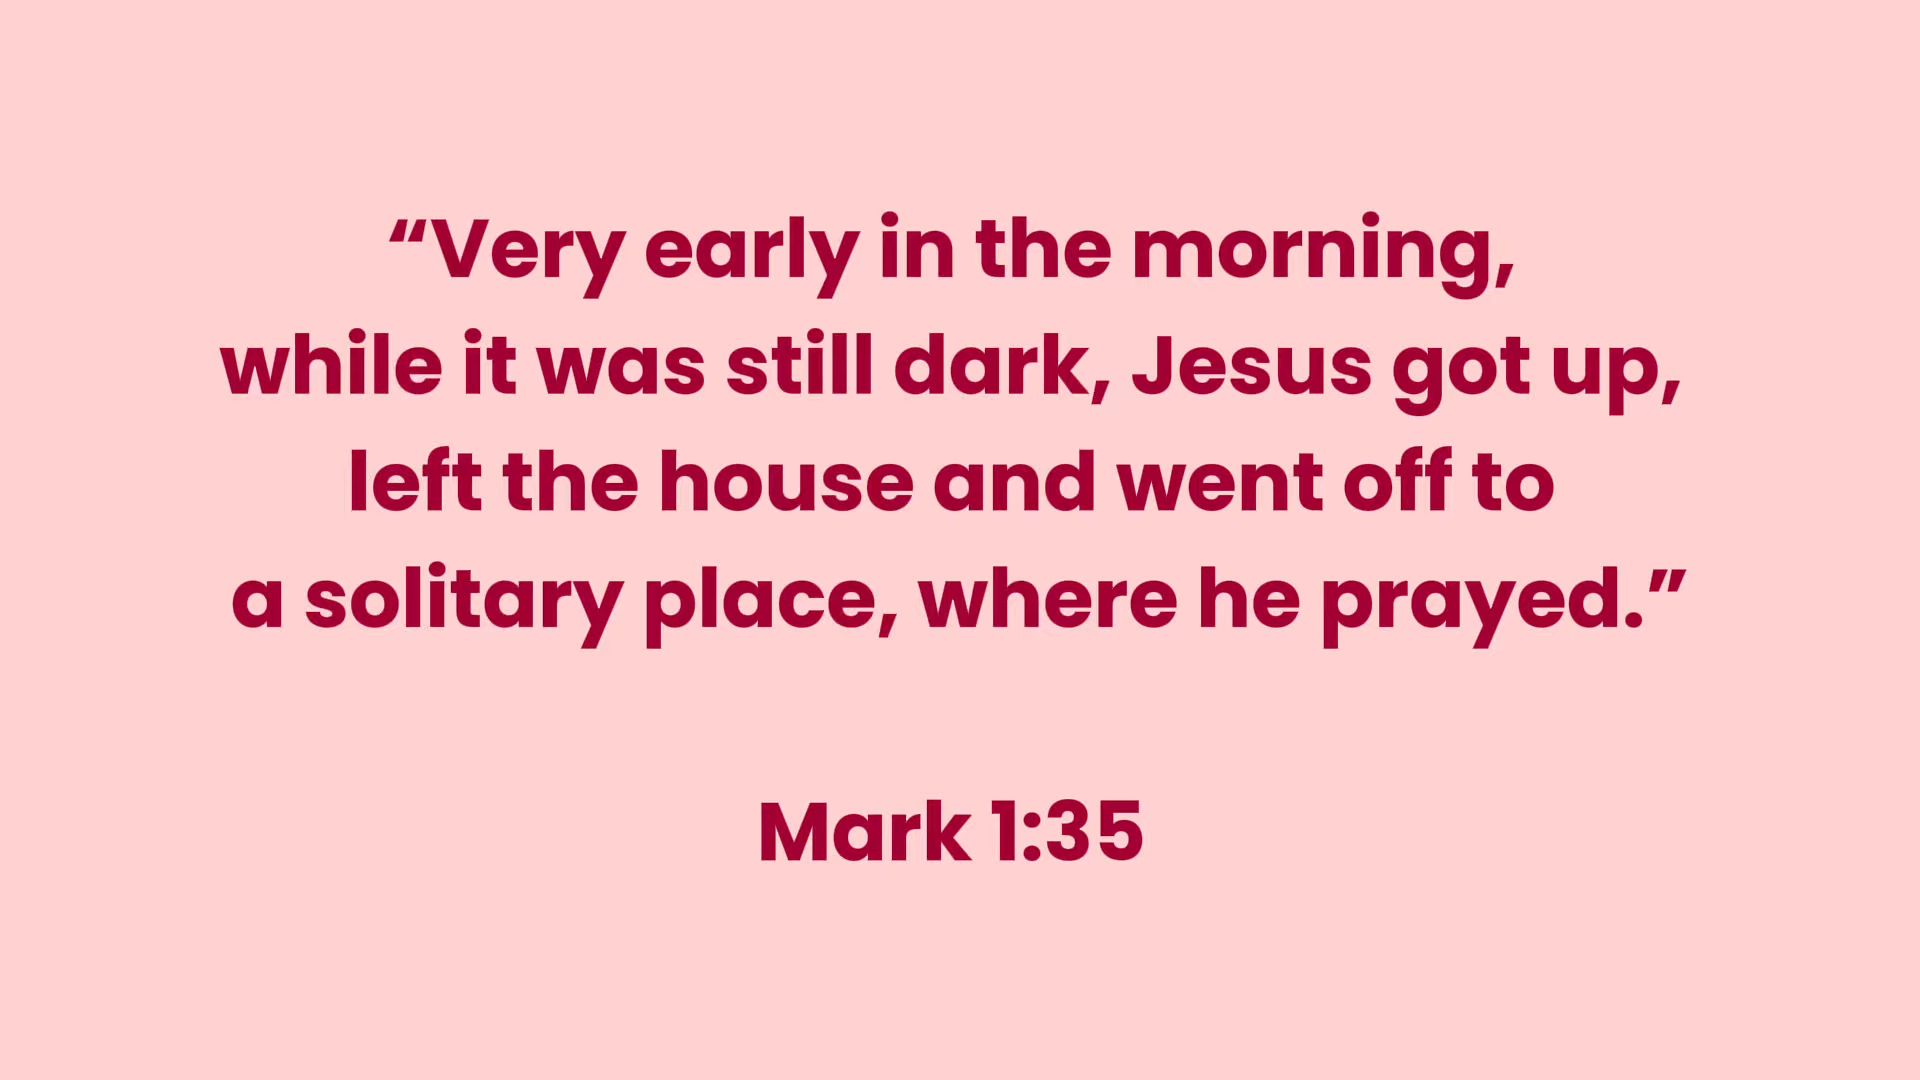 “Very early in the morning,
while it was still dark, Jesus got up,
left the house and went off to
a solitary place, where he prayed.”
Mark 1:35